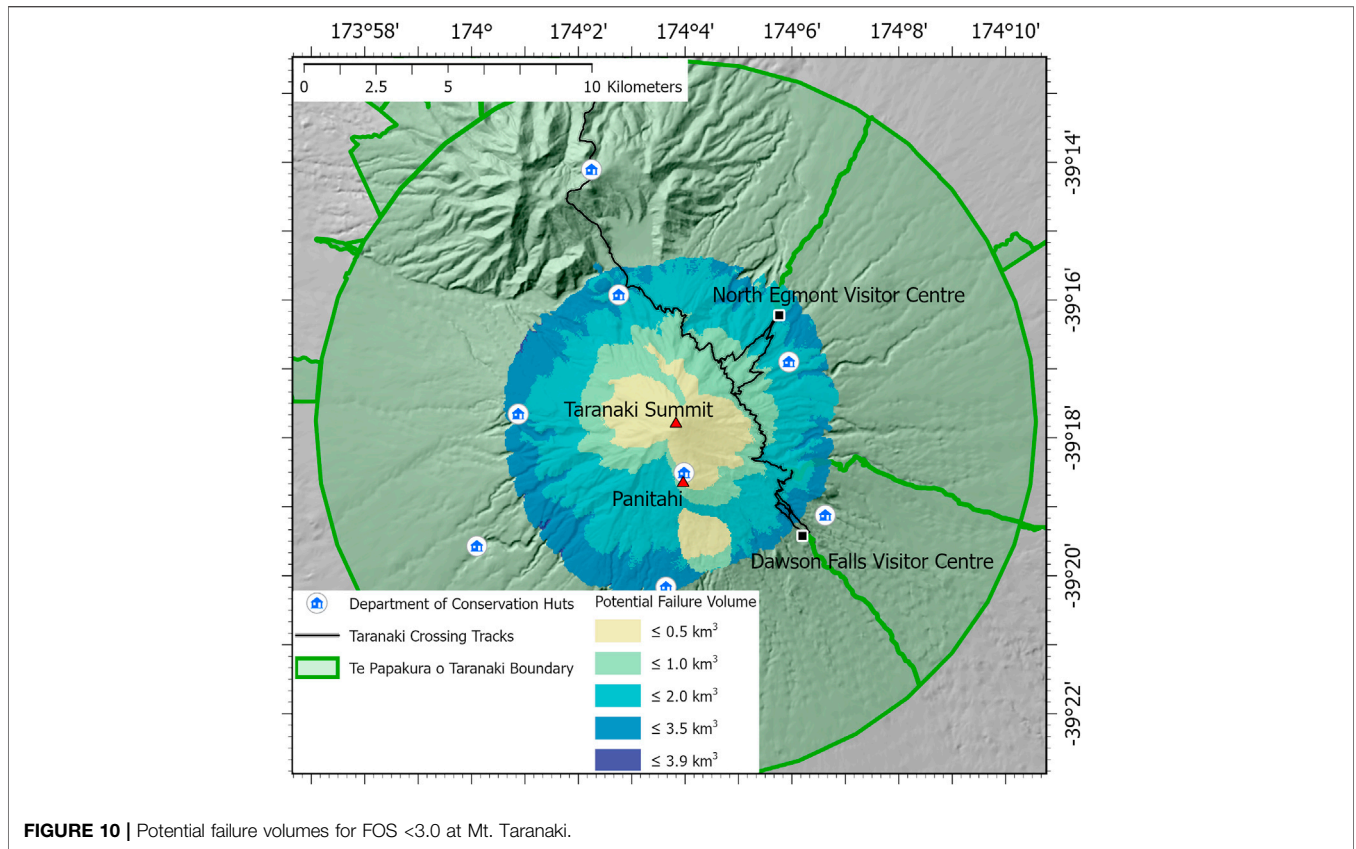 173°58' 174° 174°2' 174°4' 174°6' 174°8' 174°10'
0 2.5 5 10 Kilometers
-39°14'
-39°16'
North Egmont Visitor Centre
Taranaki Summit
-39°18'
Panitahi
Dawson Falls Visitor Centre
-39°20'
Department of Conservation Huts
Taranaki Crossing Tracks
Te Papakura o Taranaki Boundary
Potential Failure Volume
≤ 0.5 km³
≤ 1.0 km³
≤ 2.0 km³
≤ 3.5 km³
≤ 3.9 km³
-39°22'
FIGURE 10 | Potential failure volumes for FOS <3.0 at Mt. Taranaki.